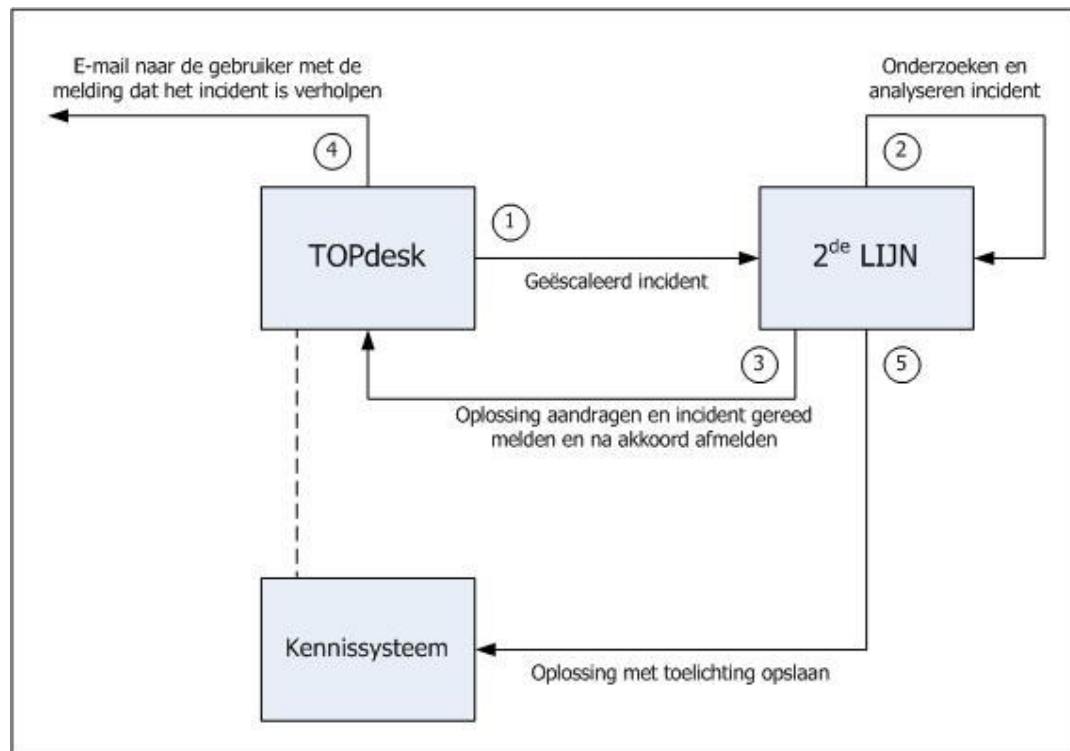 E-mail naar de gebruiker met de
melding dat het incident is verholpen
Onderzoeken en
analyseren incident
4
2
1
TOPdesk
2de LIJN
Geëscaleerd incident
3
5
Oplossing aandragen en incident gereed
melden en na akkoord afmelden
Kennissysteem
Oplossing met toelichting opslaan